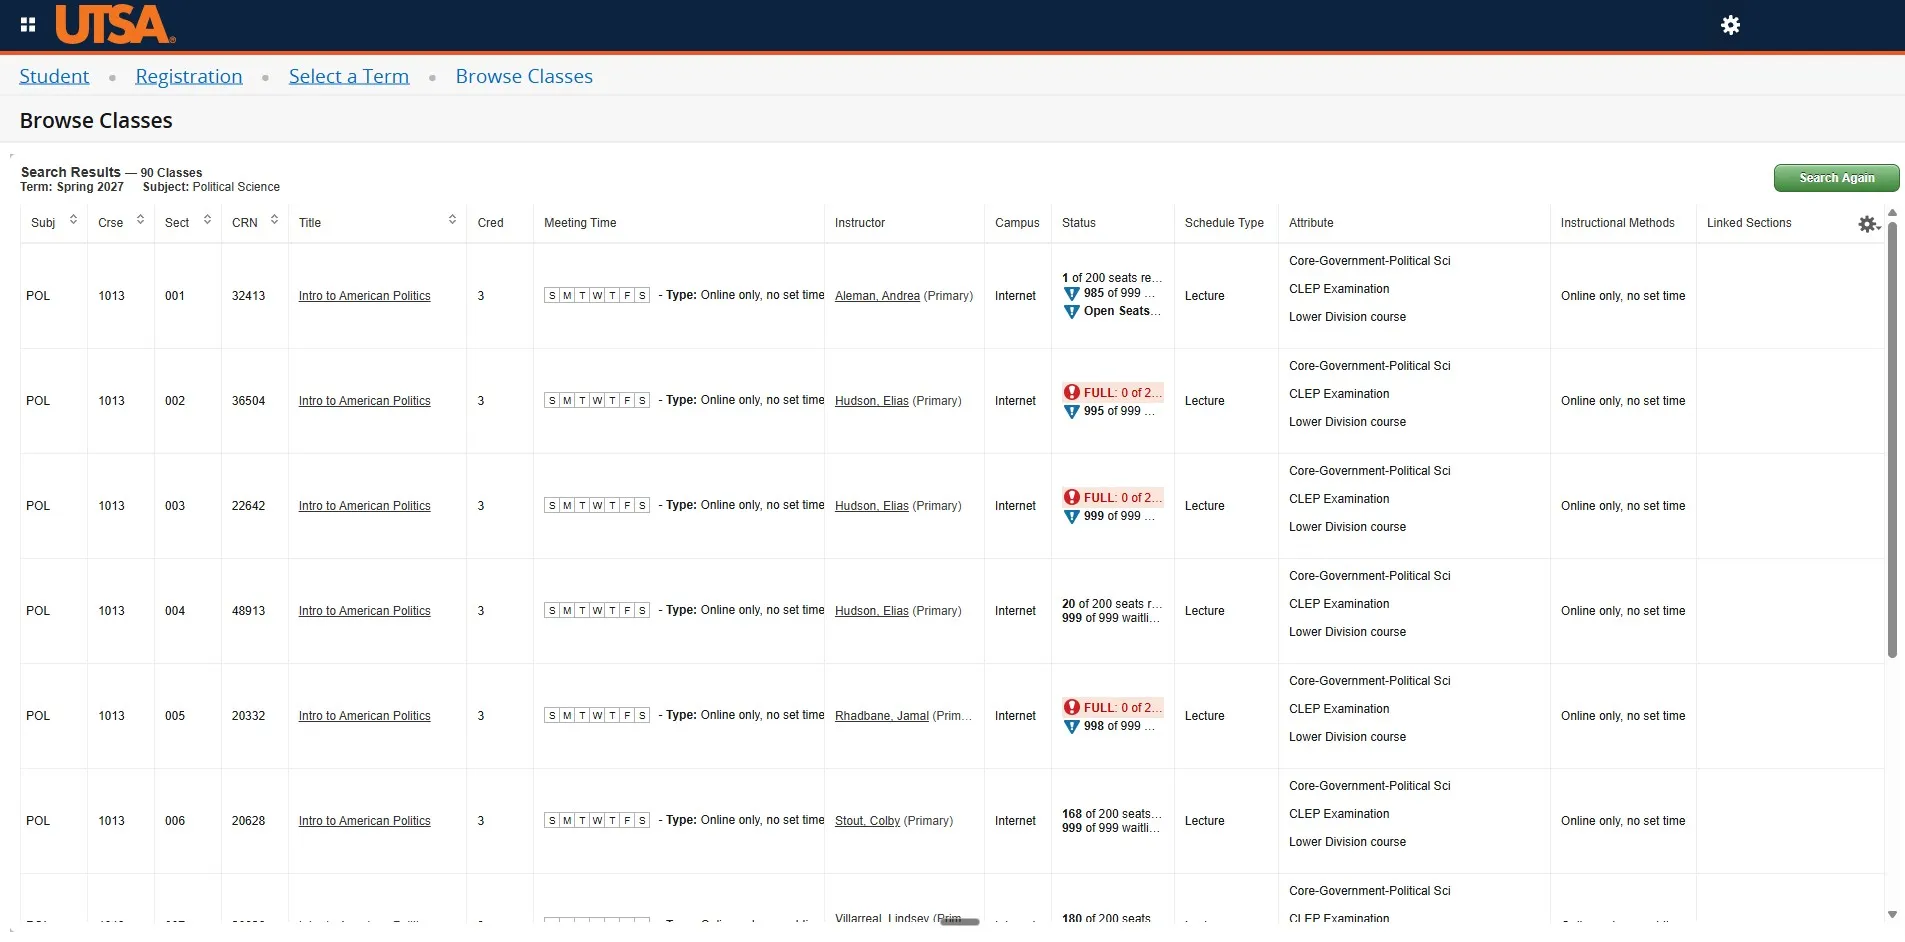 UTSA®
Student • Registration • Select a Term • Browse Classes
Browse Classes
Search Results — 90 Classes
Term: Spring 2027 Subject: Political Science
Search Again
Subj Crse Sect CRN Title Cred Meeting Time Instructor Campus Status Schedule Type Attribute Instructional Methods Linked Sections
POL 1013 001 32413 Intro to American Politics 3 S M T W T F S - Type: Online only, no set time Aleman, Andrea (Primary) Internet
1 of 200 seats re...
985 of 999 ...
Open Seats...
Lecture
Core-Government-Political Sci
CLEP Examination
Lower Division course
Online only, no set time
POL 1013 002 36504 Intro to American Politics 3 S M T W T F S - Type: Online only, no set time Hudson, Elias (Primary) Internet
FULL: 0 of 2...
995 of 999 ...
Lecture
Core-Government-Political Sci
CLEP Examination
Lower Division course
Online only, no set time
POL 1013 003 22642 Intro to American Politics 3 S M T W T F S - Type: Online only, no set time Hudson, Elias (Primary) Internet
FULL: 0 of 2...
999 of 999 ...
Lecture
Core-Government-Political Sci
CLEP Examination
Lower Division course
Online only, no set time
POL 1013 004 48913 Intro to American Politics 3 S M T W T F S - Type: Online only, no set time Hudson, Elias (Primary) Internet
20 of 200 seats r...
999 of 999 waitli...
Lecture
Core-Government-Political Sci
CLEP Examination
Lower Division course
Online only, no set time
POL 1013 005 20332 Intro to American Politics 3 S M T W T F S - Type: Online only, no set time Rhadbane, Jamal (Prim... Internet
FULL: 0 of 2...
998 of 999 ...
Lecture
Core-Government-Political Sci
CLEP Examination
Lower Division course
Online only, no set time
POL 1013 006 20628 Intro to American Politics 3 S M T W T F S - Type: Online only, no set time Stout, Colby (Primary) Internet
168 of 200 seats...
999 of 999 waitli...
Lecture
Core-Government-Political Sci
CLEP Examination
Lower Division course
Online only, no set time
Villarreal, Lindsey (Prim
180 of 200 seats
Core-Government-Political Sci
CLEP Examination